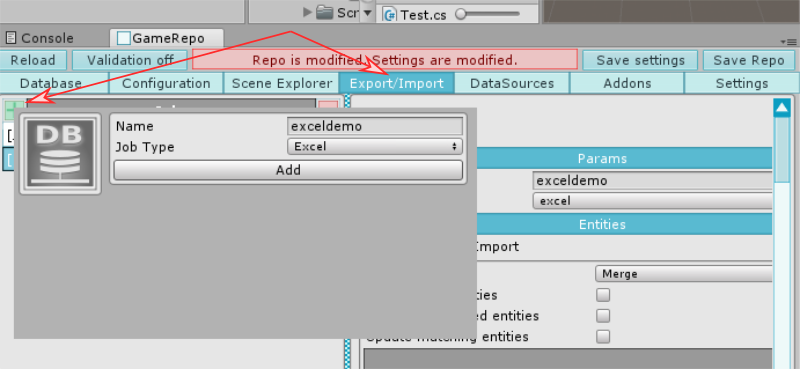 Scr
Test.cs
Console
GameRepo
Reload
Validation off
Repo is modified. Settings are modified.
Save settings
Save Repo
Database
Configuration
Scene Explorer
Export/Import
DataSources
Addons
Settings
DB
Name
exceldemo
Job Type
Excel
Add
Params
exceldemo
excel
Entities
Import
Merge
ties
d entities
Update matching entities